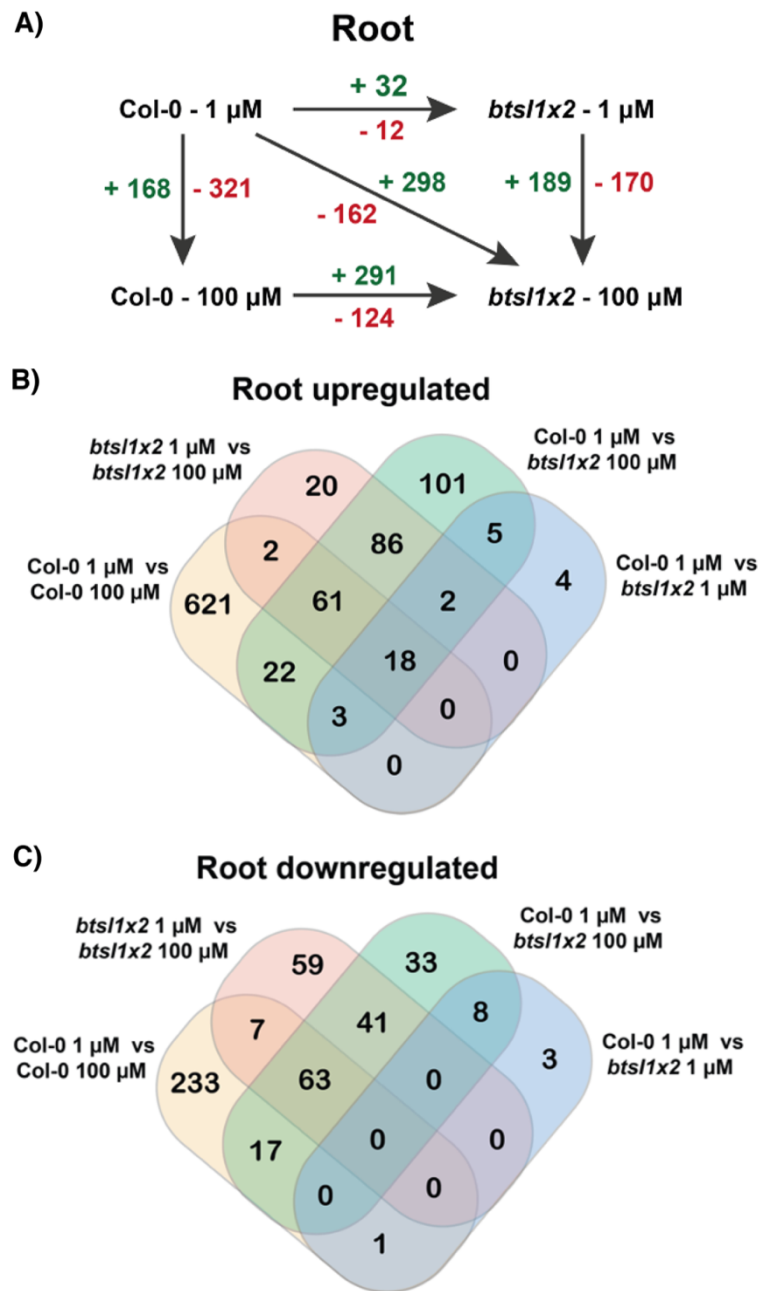 A)
Root
Col-0 - 1 µM
+ 32
- 12
btsl1x2 - 1 µM
+ 168
- 321
+ 298
- 162
+ 189
- 170
Col-0 - 100 µM
+ 291
- 124
btsl1x2 - 100 µM
B)
Root upregulated
btsl1x2 1 µM vs
btsl1x2 100 µM
Col-0 1 µM vs
btsl1x2 100 µM
Col-0 1 µM vs
Col-0 100 µM
Col-0 1 µM vs
btsl1x2 1 µM
20
101
2
86
5
621
61
2
4
22
18
0
3
0
0
C)
Root downregulated
btsl1x2 1 µM vs
btsl1x2 100 µM
Col-0 1 µM vs
btsl1x2 100 µM
Col-0 1 µM vs
Col-0 100 µM
Col-0 1 µM vs
btsl1x2 1 µM
59
33
7
41
8
233
63
0
3
17
0
0
0
0
1